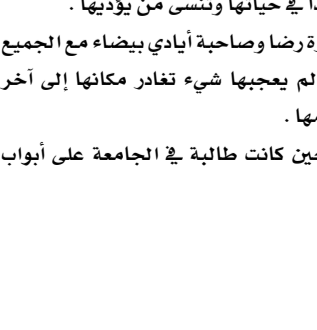 ا في حياتها وتنسى من يؤذيها .
ة رضا وصاحبة أيادي بيضاء مع الجميع
لم يعجبها شيء تغادر مكانها إلى آخر
ها .
حين كانت طالبة في الجامعة على أبواب